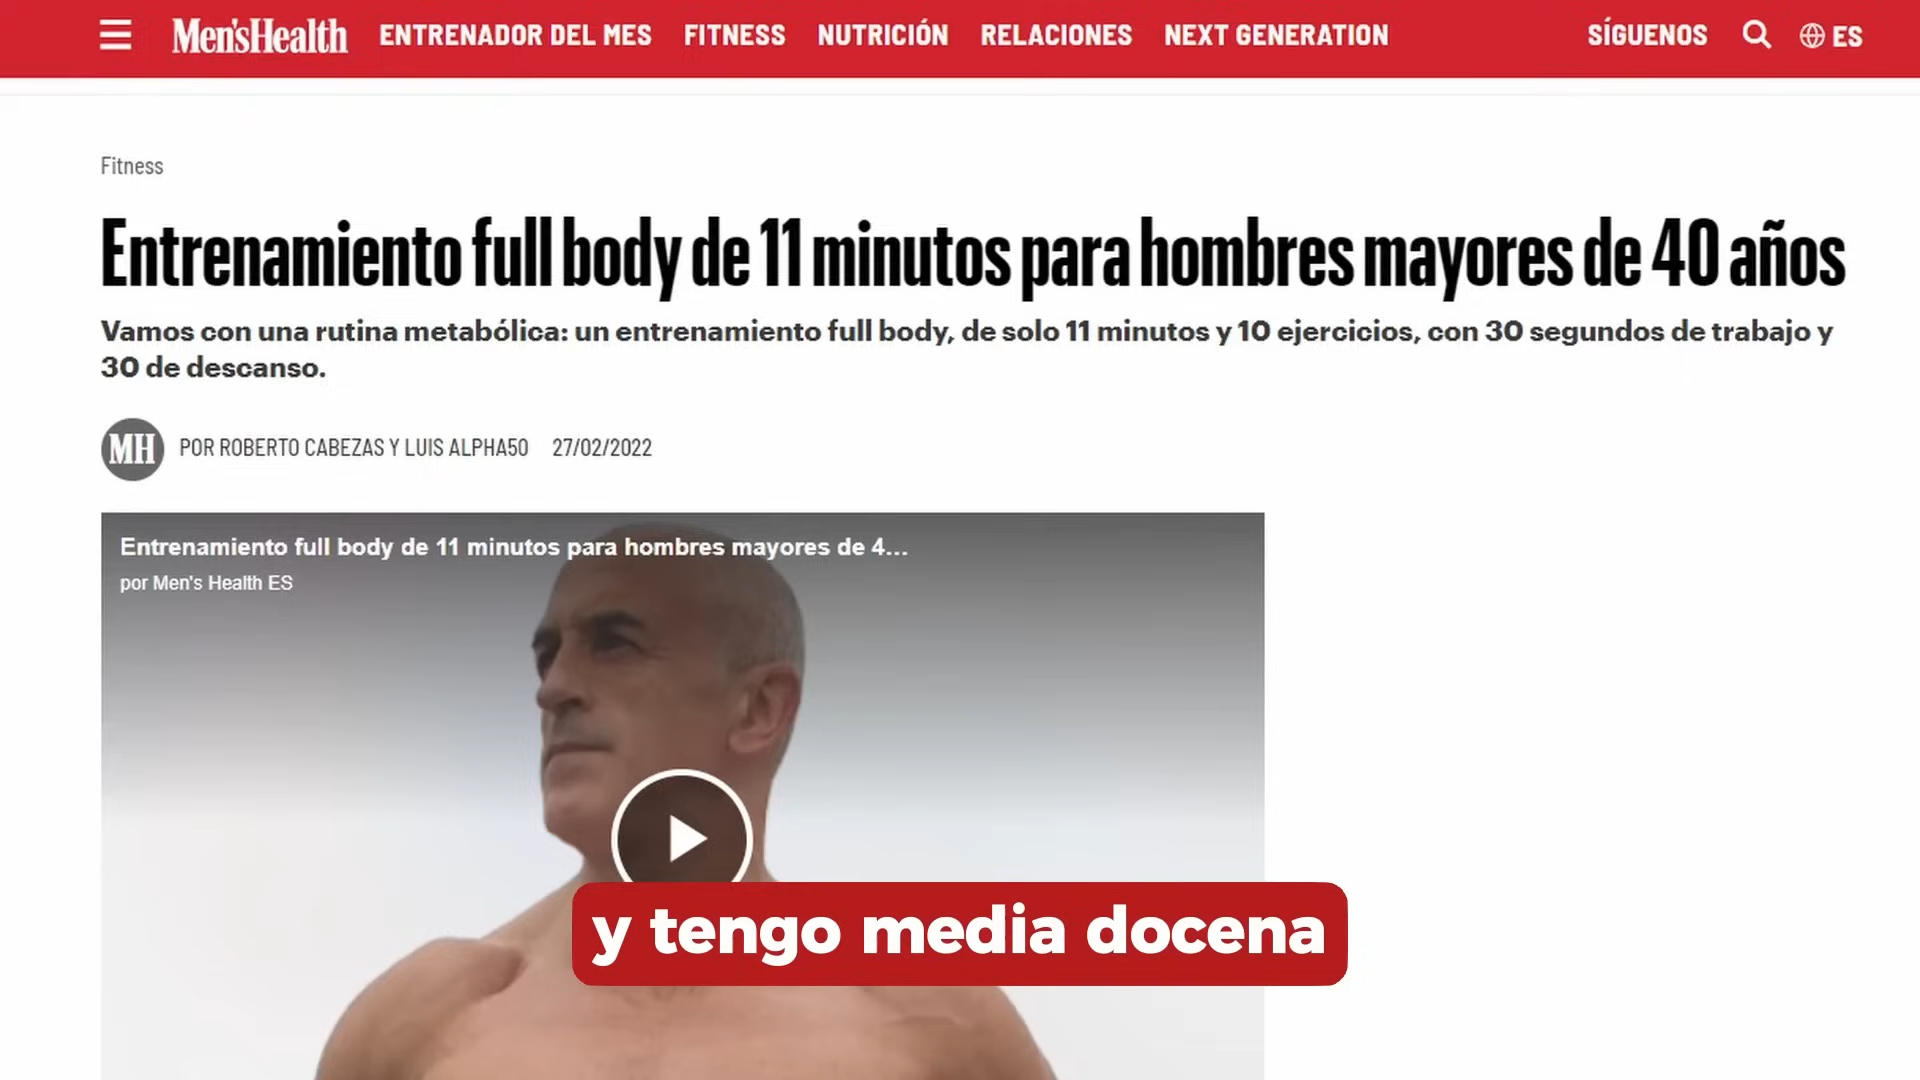 Men'sHealth ENTRENADOR DEL MES FITNESS NUTRICIÓN RELACIONES NEXT GENERATION SÍGUENOS ES
Fitness
Entrenamiento full body de 11 minutos para hombres mayores de 40 años
Vamos con una rutina metabólica: un entrenamiento full body, de solo 11 minutos y 10 ejercicios, con 30 segundos de trabajo y
30 de descanso.
MH POR ROBERTO CABEZAS Y LUIS ALPHA50 27/02/2022
Entrenamiento full body de 11 minutos para hombres mayores de 4...
por Men's Health ES
y tengo media docena